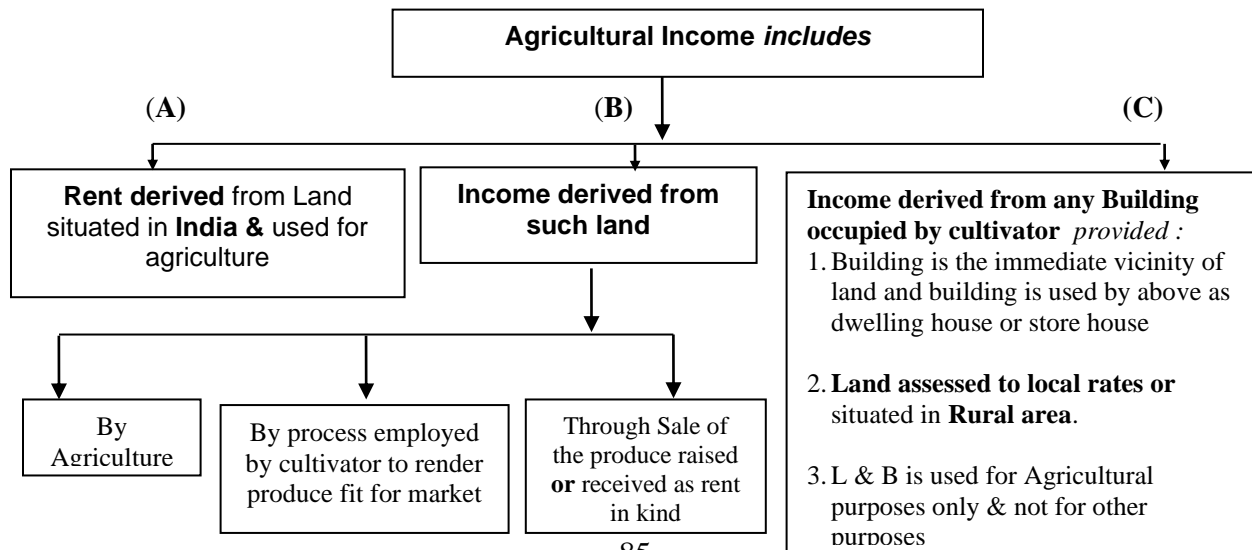 Agricultural Income includes
(A)
(B)
(C)
Rent derived from Land
situated in India & used for
agriculture
Income derived from
such land
Income derived from any Building
occupied by cultivator provided :
1. Building is the immediate vicinity of
land and building is used by above as
dwelling house or store house
2. Land assessed to local rates or
situated in Rural area.
3. L & B is used for Agricultural
purposes only & not for other
purposes
By
Agriculture
By process employed
by cultivator to render
produce fit for market
Through Sale of
the produce raised
or received as rent
in kind
85